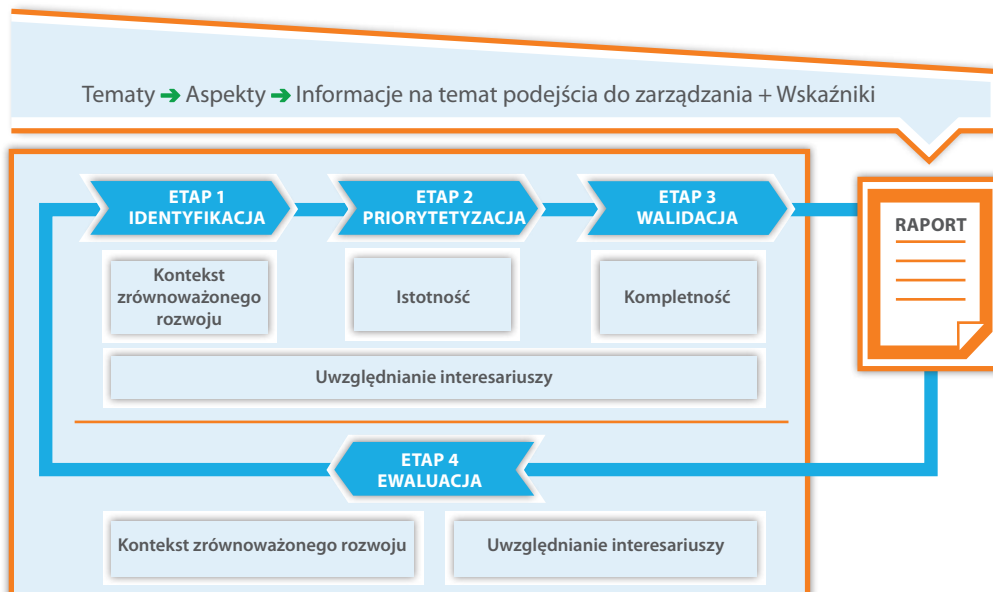 Tematy ➔ Aspekty ➔ Informacje na temat podejścia do zarządzania + Wskaźniki
ETAP 1
IDENTYFIKACJA
ETAP 2
PRIORYTETYZACJA
ETAP 3
WALIDACJA
RAPORT
Kontekst
zrównoważonego
rozwoju
Istotność
Kompletność
Uwzględnianie interesariuszy
ETAP 4
EWALUACJA
Kontekst zrównoważonego rozwoju
Uwzględnianie interesariuszy